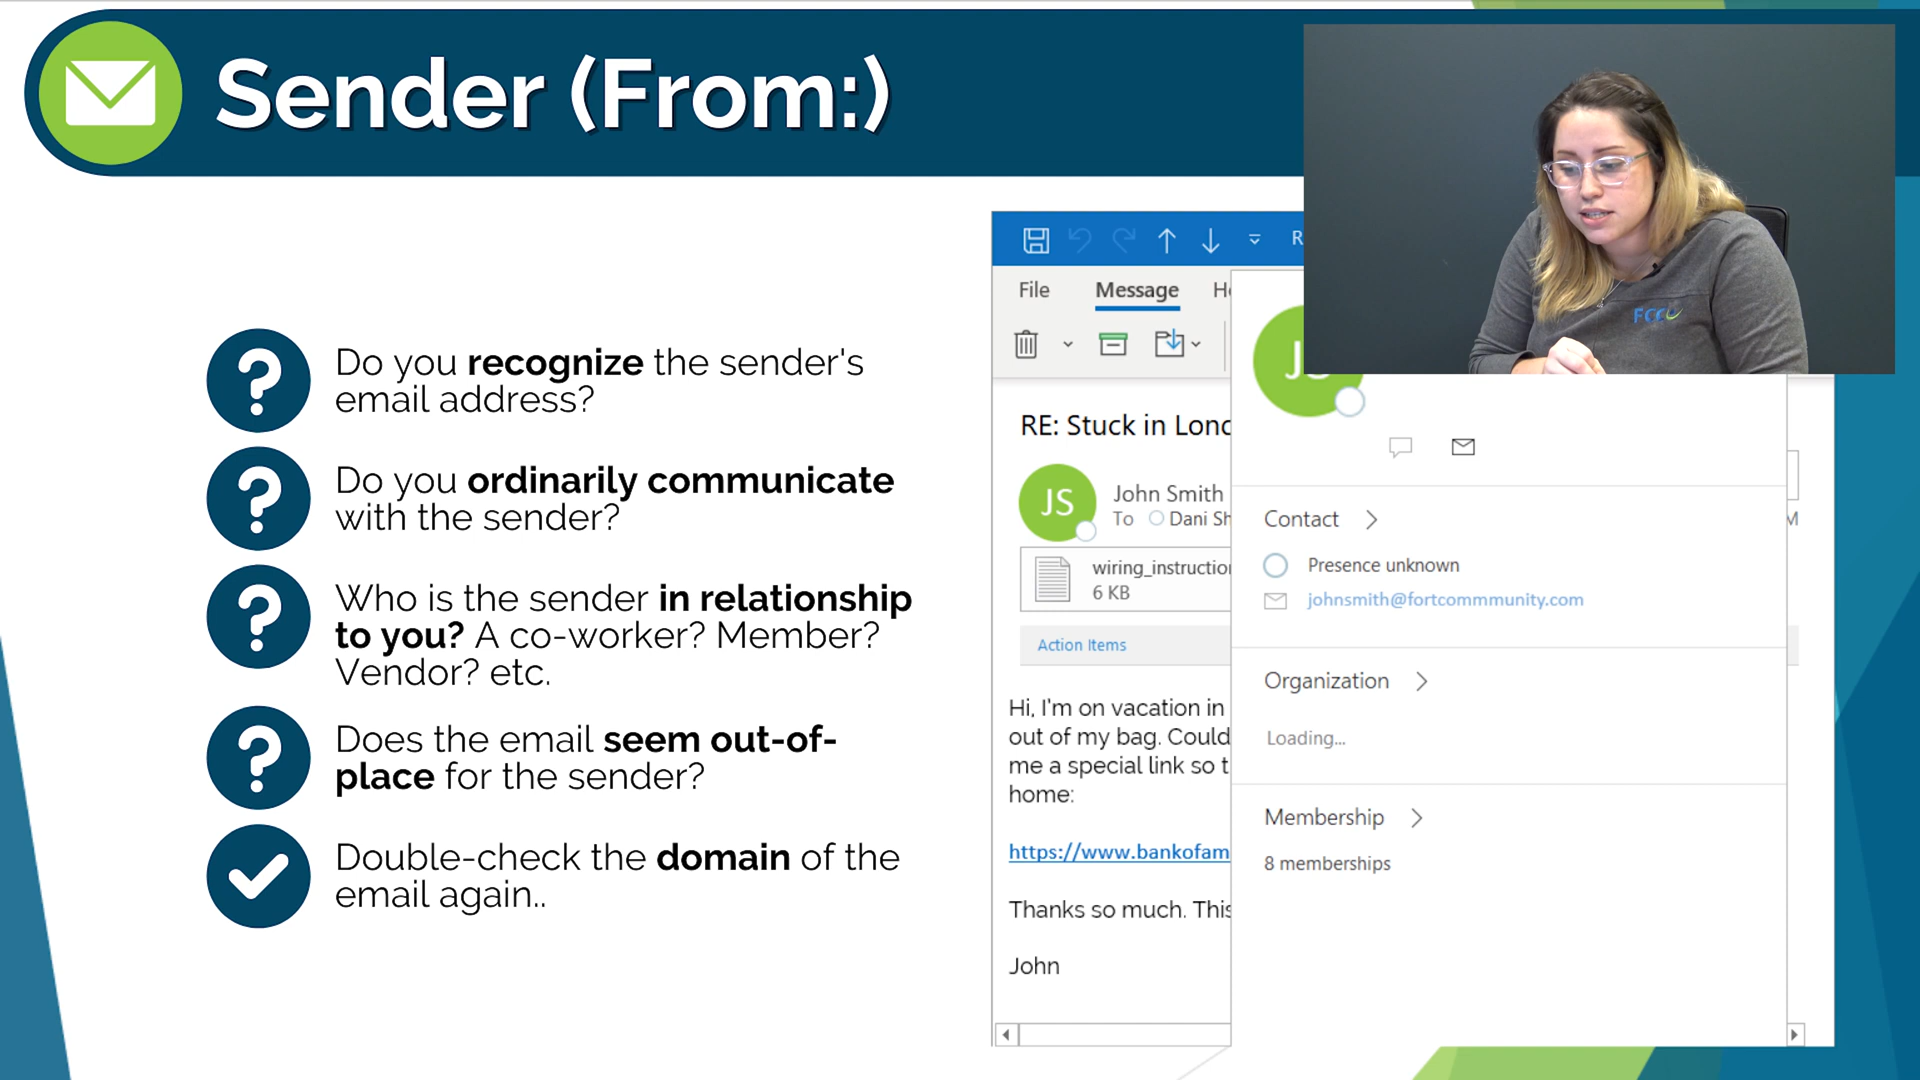 Sender (From:)
Do you recognize the sender's
email address?
Do you ordinarily communicate
with the sender?
Who is the sender in relationship
to you? A co-worker? Member?
Vendor? etc.
Does the email seem out-of-
place for the sender?
Double-check the domain of the
email again..
R
File Message He
RE: Stuck in Lond
JS
John Smith
To Dani Sh
wiring_instruction
6 KB
Action Items
Hi, I'm on vacation in
out of my bag. Could
me a special link so t
home:
https://www.bankofam
Thanks so much. This
John
JS
Contact
Presence unknown
johnsmith@fortcommmunity.com
Organization
Loading...
Membership
8 memberships
M
FCCU